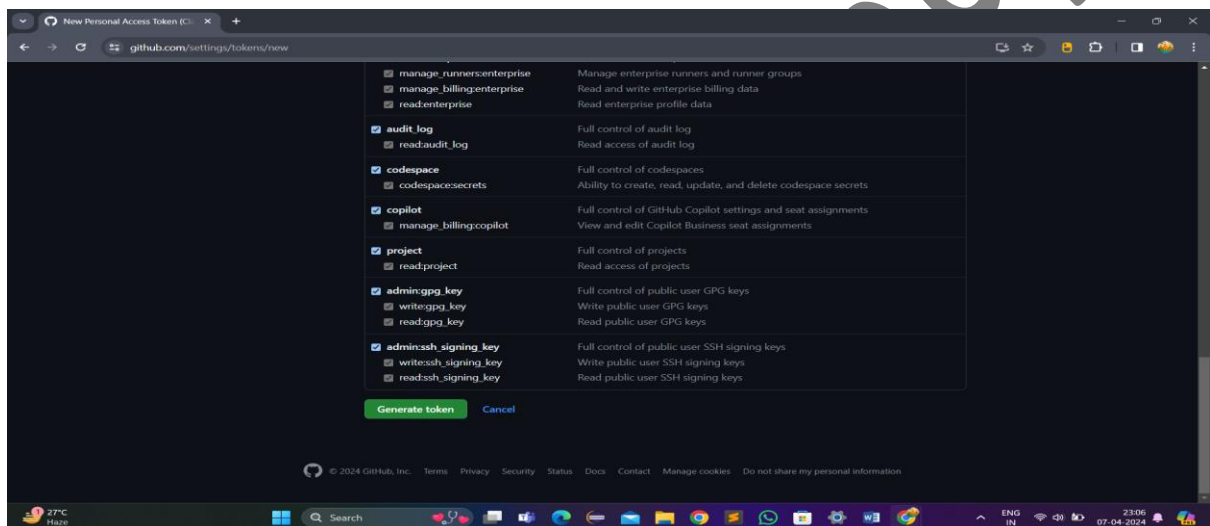 New Personal Access Token (Cl
github.com/settings/tokens/new
manage_runners:enterprise Manage enterprise runners and runner groups
manage_billing:enterprise Read and write enterprise billing data
read:enterprise Read enterprise profile data
audit_log Full control of audit log
read:audit_log Read access of audit log
codespace Full control of codespaces
codespace:secrets Ability to create, read, update, and delete codespace secrets
copilot Full control of GitHub Copilot settings and seat assignments
manage_billing:copilot View and edit Copilot Business seat assignments
project Full control of projects
read:project Read access of projects
admin:gpg_key Full control of public user GPG keys
write:gpg_key Write public user GPG keys
read:gpg_key Read public user GPG keys
admin:ssh_signing_key Full control of public user SSH signing keys
write:ssh_signing_key Write public user SSH signing keys
read:ssh_signing_key Read public user SSH signing keys
Generate token Cancel
© 2024 GitHub, Inc. Terms Privacy Security Status Docs Contact Manage cookies Do not share my personal information
1 27°C Search ENG 23:06
Haze IN 07-04-2024